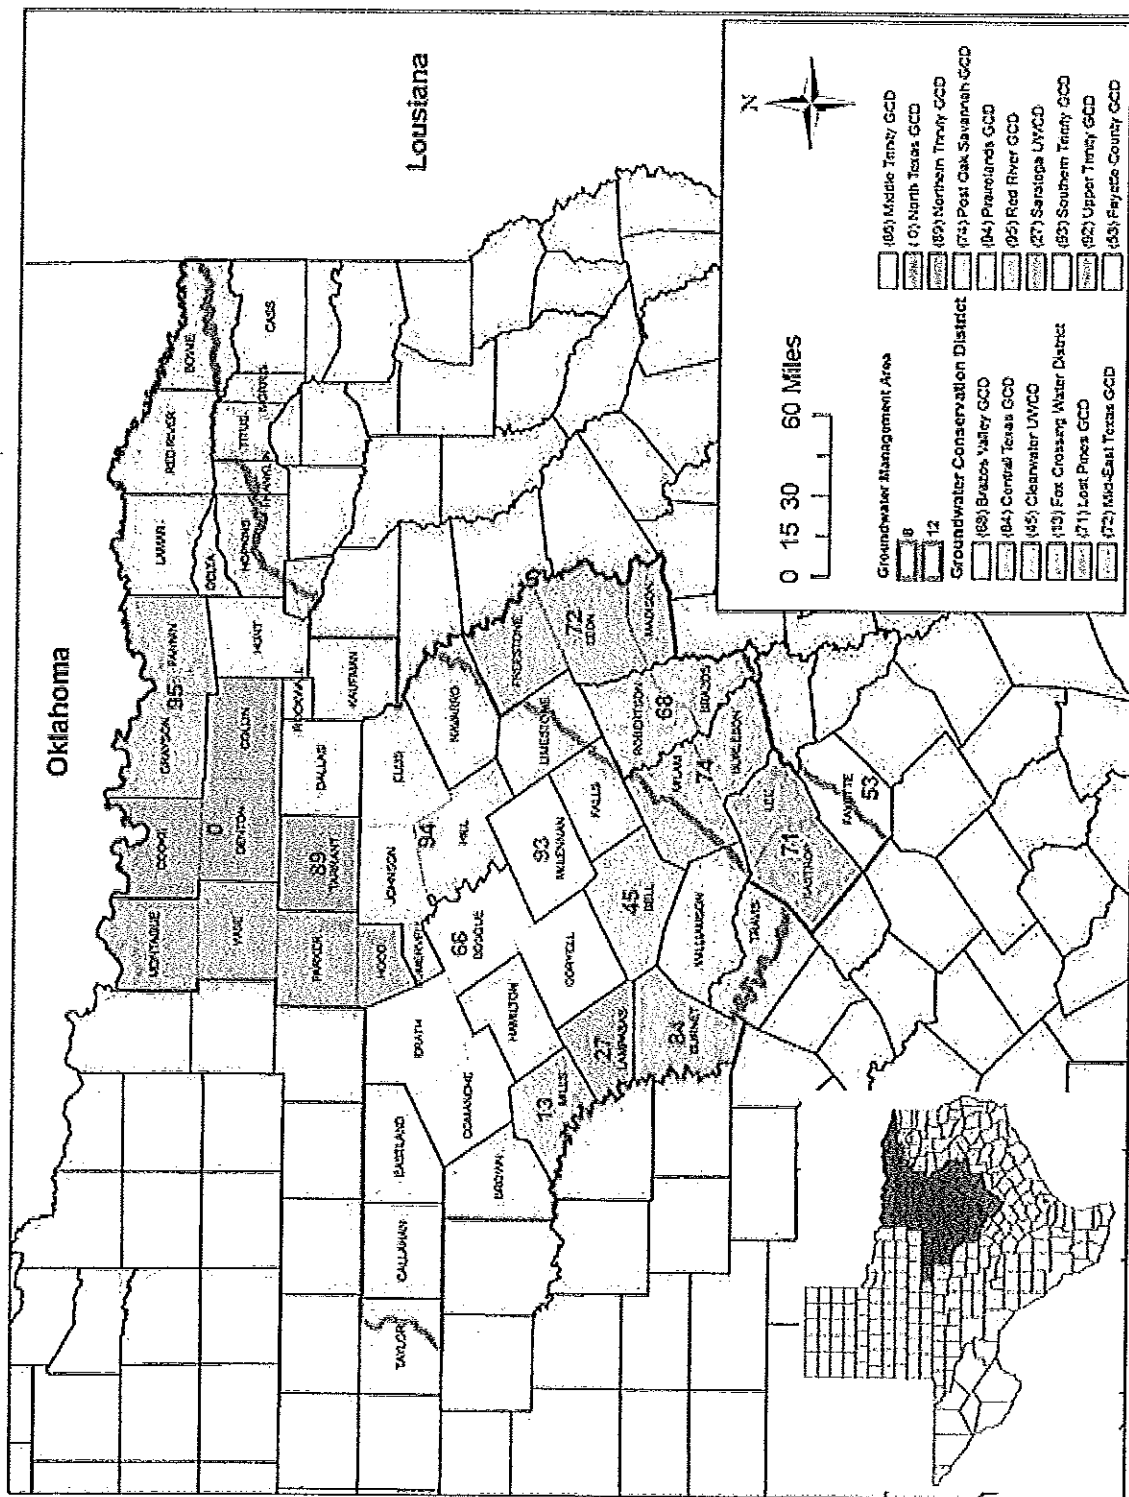 Oklahoma
Lousiana
MONTAGUE
COOKE
GRAYSON
95
FANNIN
LAMAR
RED RIVER
BOWIE
WISE
DENTON
0
COLLIN
HUNT
DELTA
HOPKINS
FRANKLIN
TITUS
MORRIS
CASS
PARKER
TARRANT
89
DALLAS
ROCKWALL
KAUFMAN
HOOD
JOHNSON
ELLIS
TAYLOR
CALLAHAN
EASTLAND
ERATH
SOMERVELL
BOSQUE
66
HILL
94
NAVARRO
FREESTONE
BROWN
COMANCHE
HAMILTON
MCLENNAN
93
LIMESTONE
72
LEON
13
MILLS
CORYELL
FALLS
ROBERTSON
68
MADISON
27
LAMPASAS
45
BELL
MILAM
74
BRAZOS
BURLESON
84
BURNET
WILLIAMSON
TRAVIS
LEE
71
BASTROP
FAYETTE
53
N
0 15 30 60 Miles
Groundwater Management Area
8
12
Groundwater Conservation District
(68) Brazos Valley GCD
(84) Central Texas GCD
(45) Clearwater UWCD
(13) Fox Crossing Water District
(71) Lost Pines GCD
(72) Mid-East Texas GCD
(66) Middle Trinity GCD
( 0) North Texas GCD
(89) Northern Trinity GCD
(74) Post Oak Savannah GCD
(94) Prairielands GCD
(95) Red River GCD
(27) Saratoga UWCD
(93) Southern Trinity GCD
(92) Upper Trinity GCD
(53) Fayette County GCD